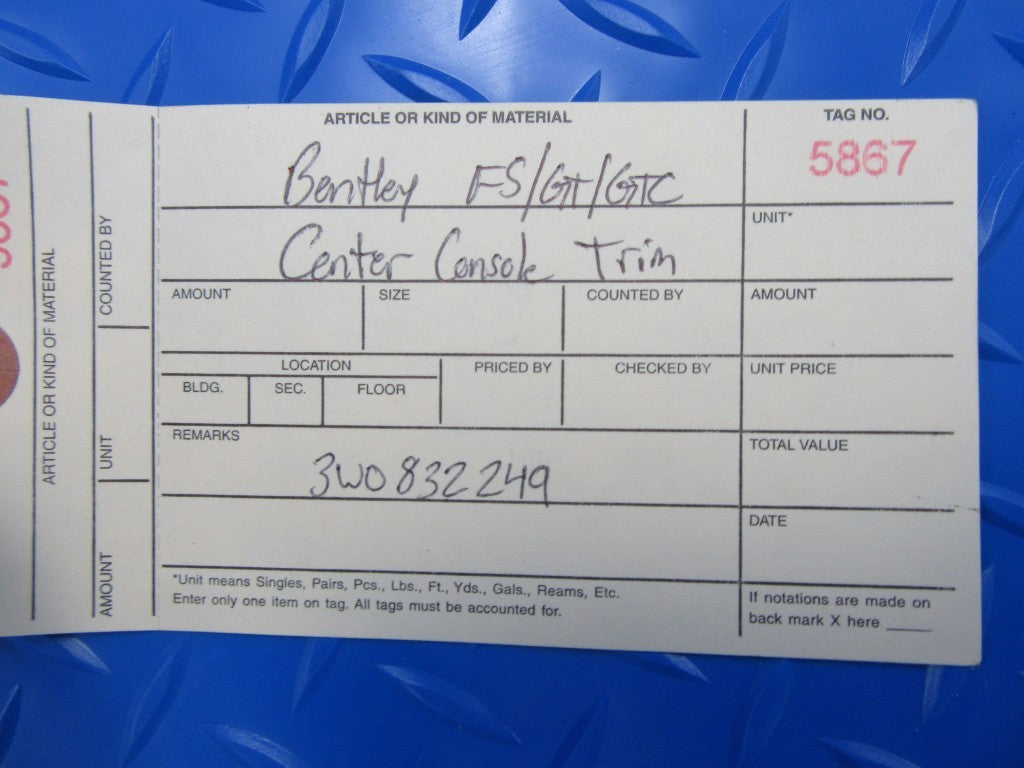 ARTICLE OR KIND OF MATERIAL
TAG NO.
Bentley FS/GT/GTC
5867
Center Console Trim
UNIT*
AMOUNT
SIZE
COUNTED BY
AMOUNT
LOCATION
PRICED BY
CHECKED BY
UNIT PRICE
BLDG.
SEC.
FLOOR
REMARKS
TOTAL VALUE
3W0832249
DATE
*Unit means Singles, Pairs, Pcs., Lbs., Ft., Yds., Gals., Reams, Etc.
Enter only one item on tag. All tags must be accounted for.
If notations are made on
back mark X here _____
ARTICLE OR KIND OF MATERIAL
COUNTED BY
UNIT
AMOUNT